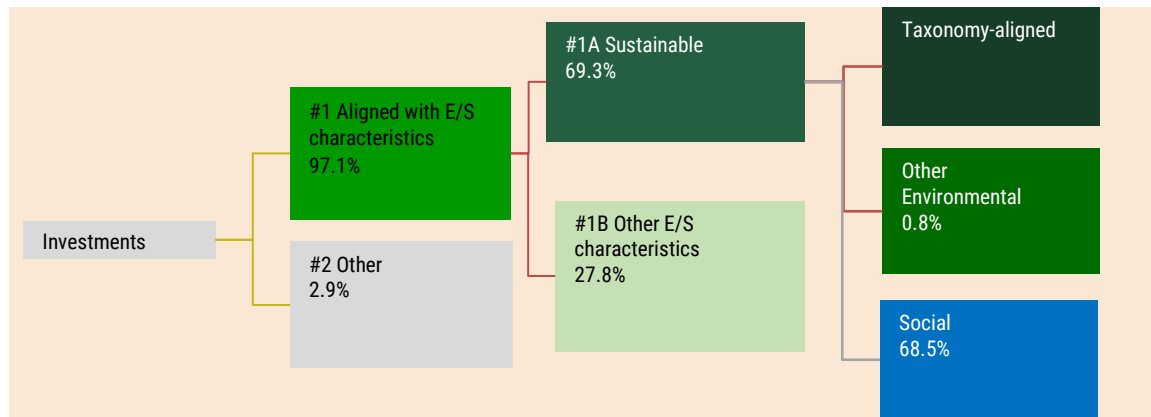 Investments
#1 Aligned with E/S
characteristics
97.1%
#2 Other
2.9%
#1A Sustainable
69.3%
#1B Other E/S
characteristics
27.8%
Taxonomy-aligned
Other
Environmental
0.8%
Social
68.5%